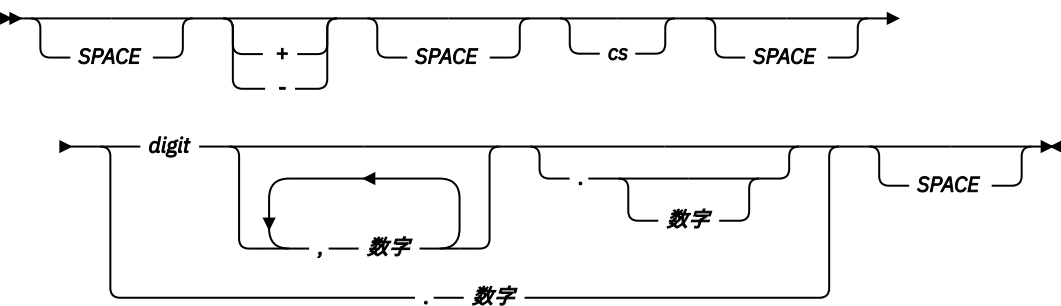 SPACE + SPACE cs SPACE
-
digit
. SPACE
数字
, 数字
. 数字